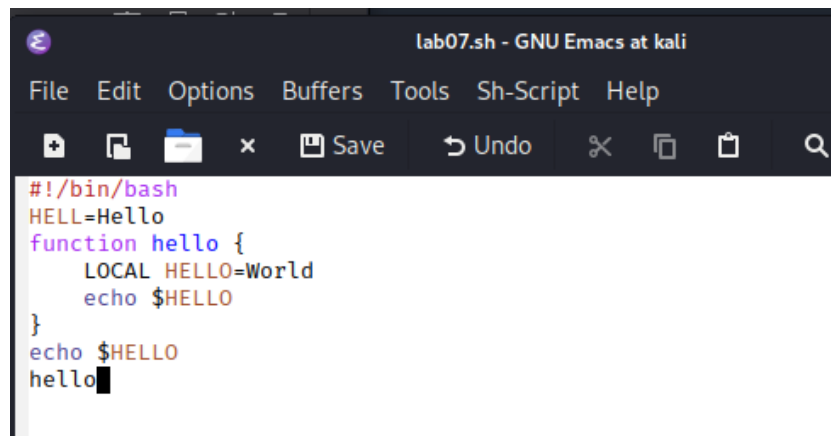 lab07.sh - GNU Emacs at kali
File Edit Options Buffers Tools Sh-Script Help
Save Undo
#!/bin/bash
HELL=Hello
function hello {
    LOCAL HELLO=World
    echo $HELLO
}
echo $HELLO
hello